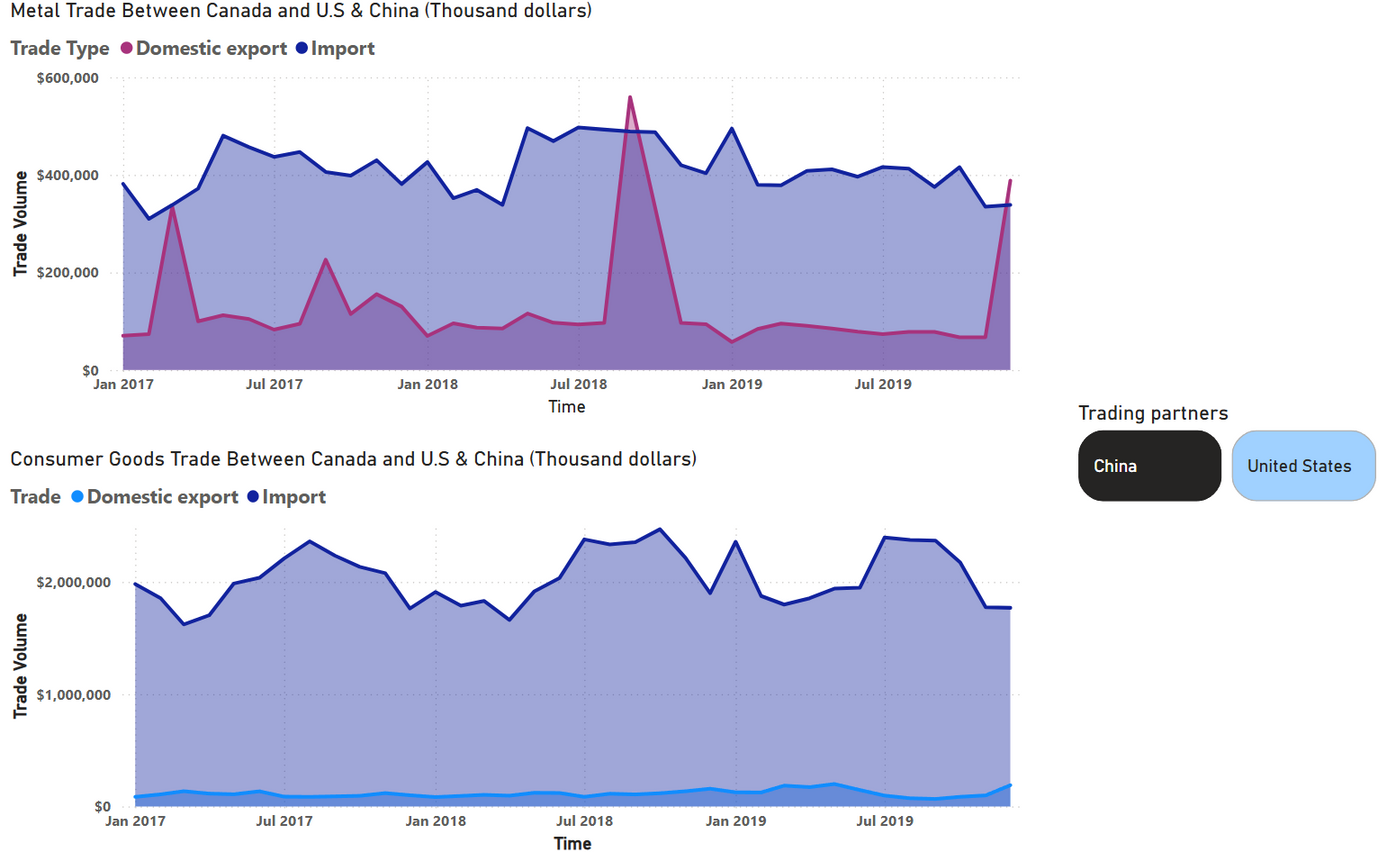 Metal Trade Between Canada and U.S & China (Thousand dollars)
Trade Type Domestic export Import
$600,000
$400,000
$200,000
$0
Trade Volume
Jan 2017 Jul 2017 Jan 2018 Jul 2018 Jan 2019 Jul 2019
Time
Trading partners
China United States
Consumer Goods Trade Between Canada and U.S & China (Thousand dollars)
Trade Domestic export Import
$2,000,000
$1,000,000
$0
Trade Volume
Jan 2017 Jul 2017 Jan 2018 Jul 2018 Jan 2019 Jul 2019
Time